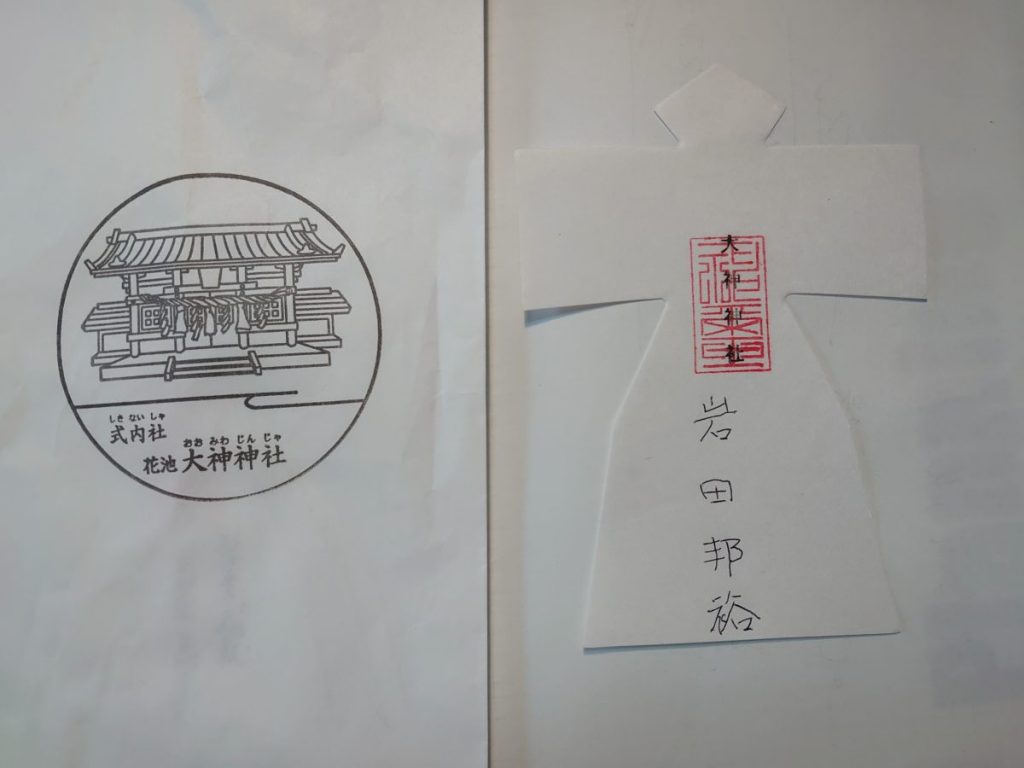 しきないしゃ
式内社
おおみわじんじゃ
花池 大神神社
大神神社
岩田邦裕